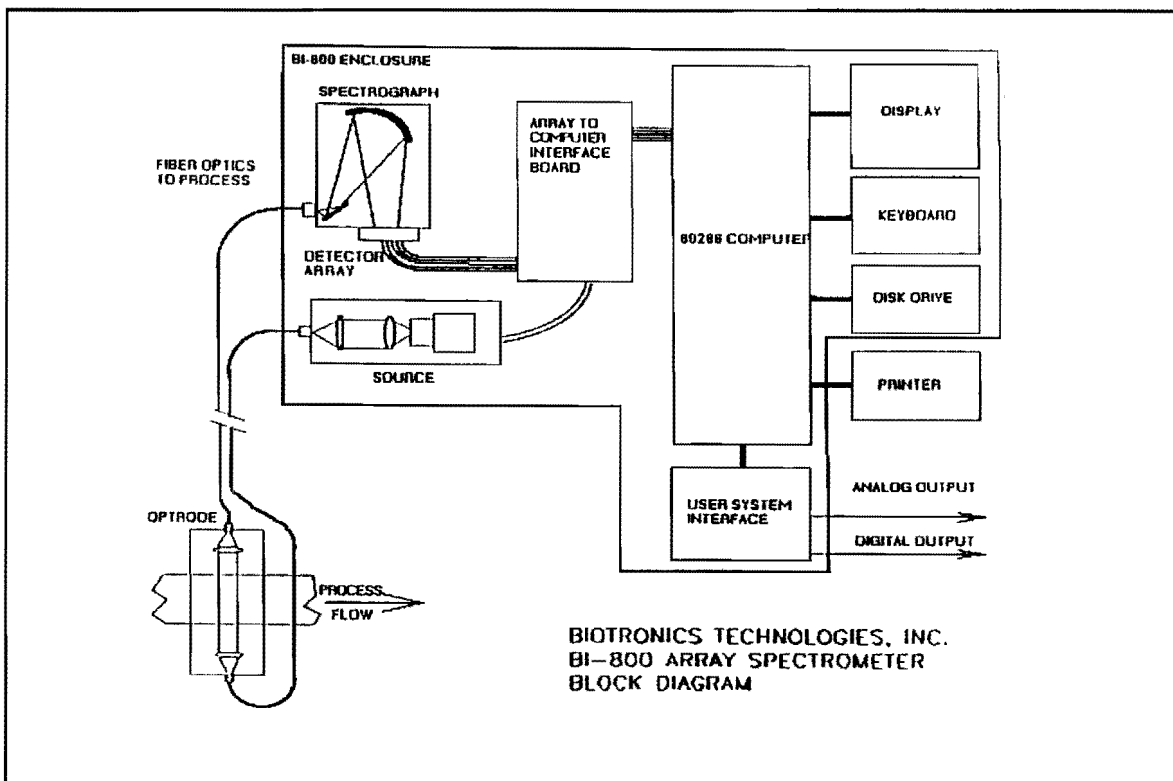 BI-800 ENCLOSURE
SPECTROGRAPH
FIBER OPTICS
TO PROCESS
DETECTOR
ARRAY
SOURCE
ARRAY TO
COMPUTER
INTERFACE
BOARD
80286 COMPUTER
DISPLAY
KEYBOARD
DISK DRIVE
PRINTER
USER SYSTEM
INTERFACE
ANALOG OUTPUT
DIGITAL OUTPUT
OPTRODE
PROCESS
FLOW
BIOTRONICS TECHNOLOGIES, INC.
BI-800 ARRAY SPECTROMETER
BLOCK DIAGRAM